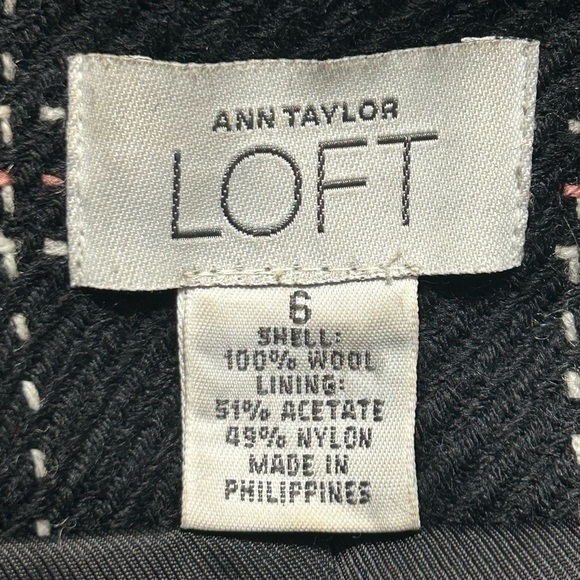 ANN TAYLOR
LOFT
6
SHELL:
100% WOOL
LINING:
51% ACETATE
49% NYLON
MADE IN
PHILIPPINES